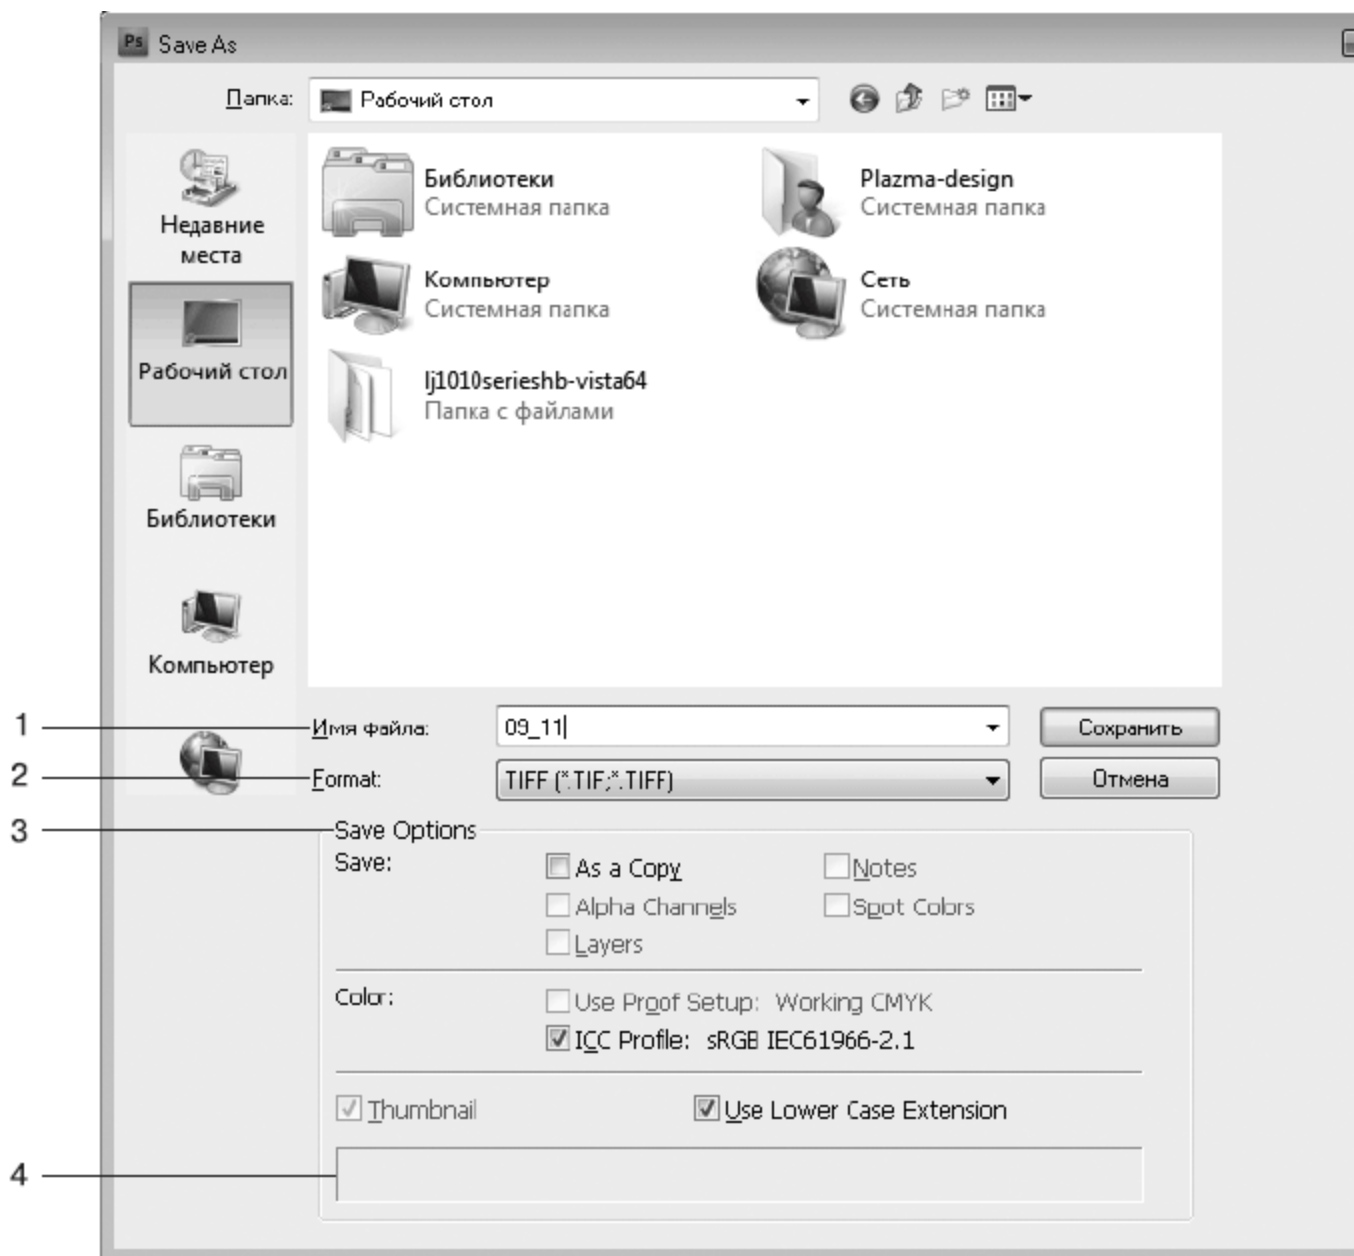 Ps Save As
Папка: Рабочий стол
Недавние
места
Рабочий стол
Библиотеки
Компьютер
Библиотеки
Системная папка
Plazma-design
Системная папка
Компьютер
Системная папка
Сеть
Системная папка
lj1010serieshb-vista64
Папка с файлами
1 Имя файла: 09_11 Сохранить
2 Format: TIFF (*.TIF;*.TIFF) Отмена
3 Save Options
Save: As a Copy Notes
Alpha Channels Spot Colors
Layers
Color: Use Proof Setup: Working CMYK
ICC Profile: sRGB IEC61966-2.1
Thumbnail Use Lower Case Extension
4